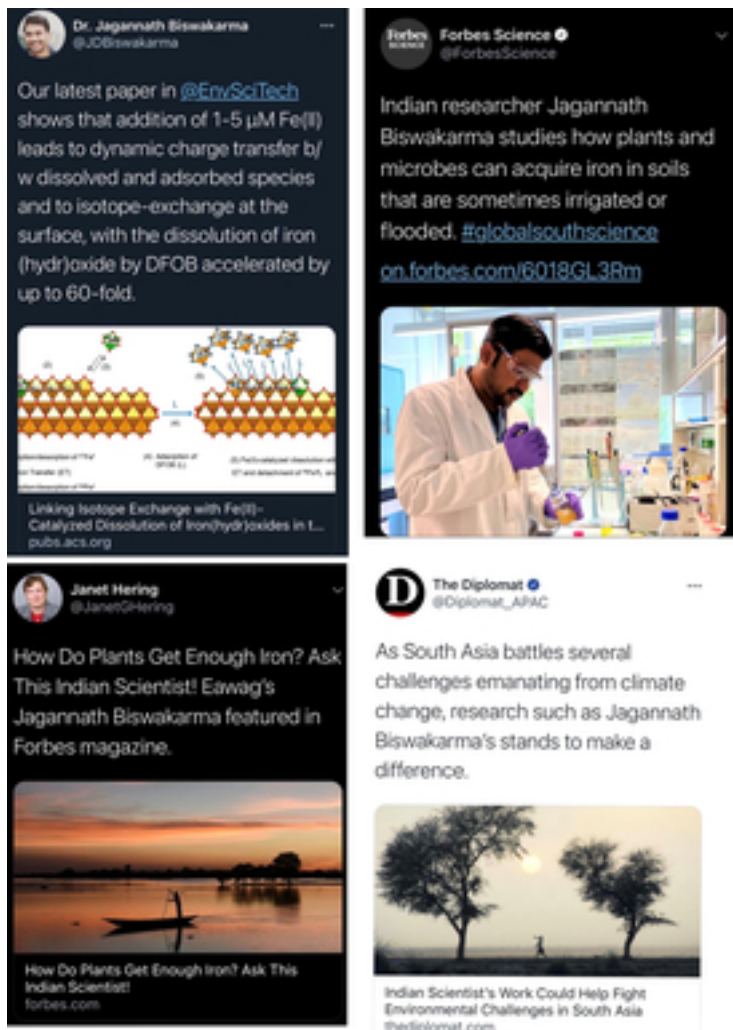 Dr. Jagannath Biswakarma
@JDBiswakarma
Our latest paper in @EnvSciTech
shows that addition of 1-5 µM Fe(II)
leads to dynamic charge transfer b/
w dissolved and adsorbed species
and to isotope-exchange at the
surface, with the dissolution of iron
(hydr)oxide by DFOB accelerated by
up to 60-fold.
Linking Isotope Exchange with Fe(II)-
Catalyzed Dissolution of Iron(hydr)oxides in t...
pubs.acs.org
Forbes
SCIENCE
Forbes Science
@ForbesScience
Indian researcher Jagannath
Biswakarma studies how plants and
microbes can acquire iron in soils
that are sometimes irrigated or
flooded. #globalsouthscience
on.forbes.com/6018GL3Rm
Janet Hering
@JanetGHering
How Do Plants Get Enough Iron? Ask
This Indian Scientist! Eawag's
Jagannath Biswakarma featured in
Forbes magazine.
How Do Plants Get Enough Iron? Ask This
Indian Scientist!
forbes.com
D
The Diplomat
@Diplomat_APAC
As South Asia battles several
challenges emanating from climate
change, research such as Jagannath
Biswakarma's stands to make a
difference.
Indian Scientist's Work Could Help Fight
Environmental Challenges in South Asia
thediplomat.com